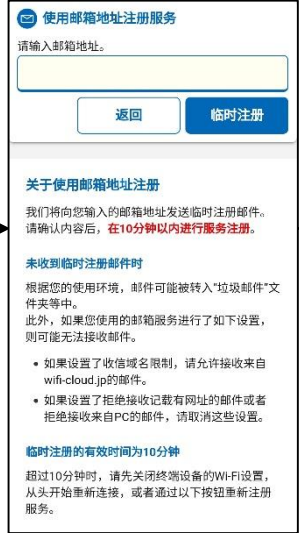 使用邮箱地址注册服务
请输入邮箱地址。
返回
临时注册
关于使用邮箱地址注册
我们将向您输入的邮箱地址发送临时注册邮件。
请确认内容后，在10分钟以内进行服务注册。
未收到临时注册邮件时
根据您的使用环境，邮件可能被转入"垃圾邮件"文
件夹等中。
此外，如果您使用的邮箱服务进行了如下设置，
则可能无法接收邮件。
• 如果设置了收信域名限制，请允许接收来自
wifi-cloud.jp的邮件。
• 如果设置了拒绝接收记载有网址的邮件或者
拒绝接收来自PC的邮件，请取消这些设置。
临时注册的有效时间为10分钟
超过10分钟时，请先关闭终端设备的Wi-Fi设置，
从头开始重新连接，或者通过以下按钮重新注册
服务。